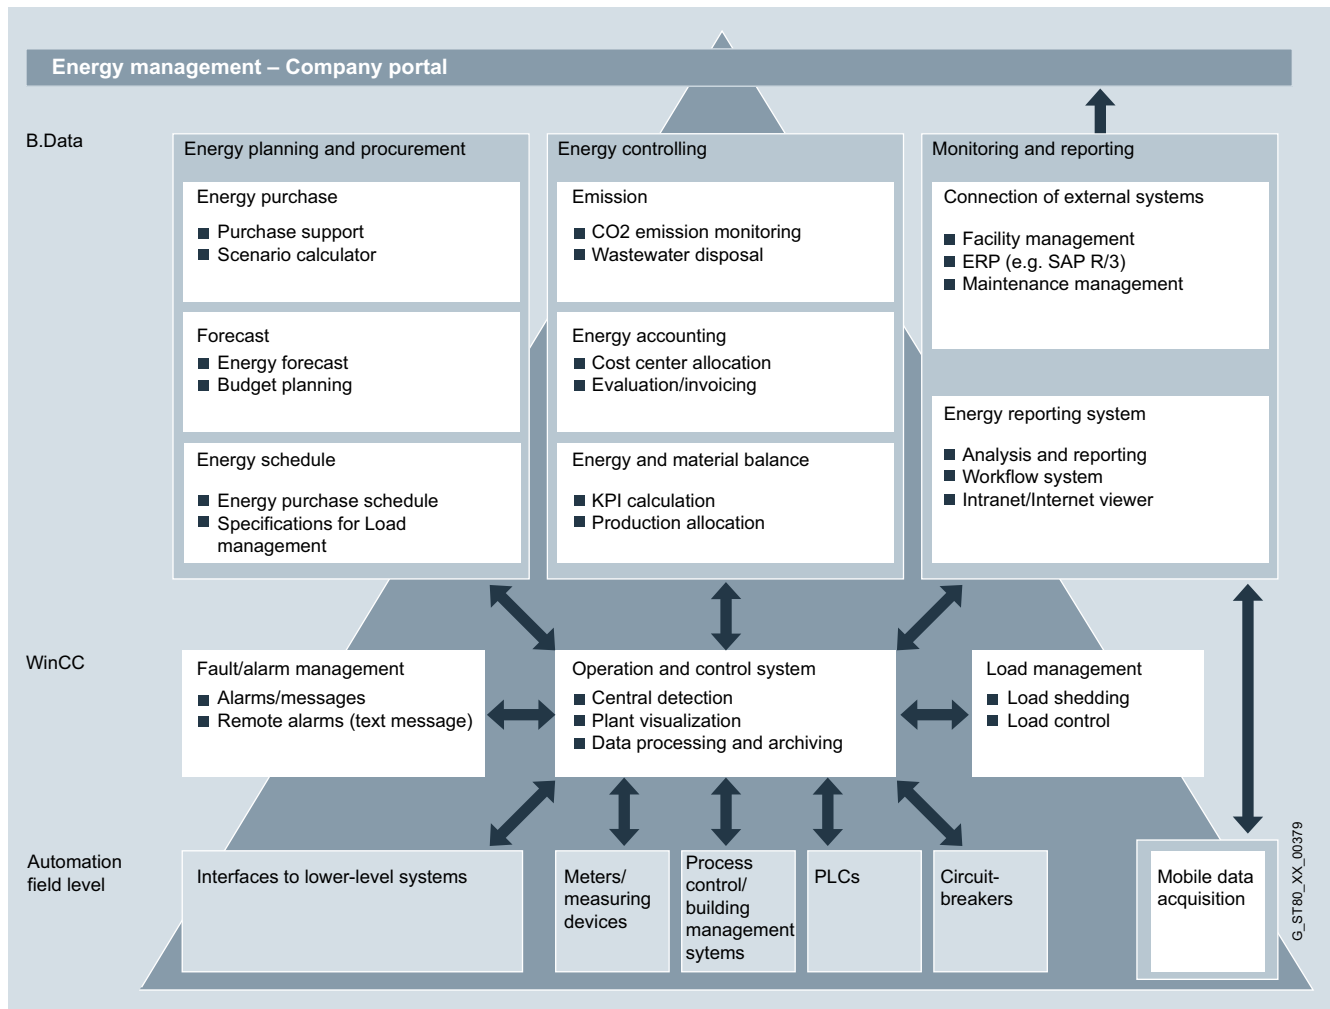 Energy management – Company portal
B.Data
Energy planning and procurement
Energy purchase
Purchase support
Scenario calculator
Forecast
Energy forecast
Budget planning
Energy schedule
Energy purchase schedule
Specifications for Load
management
Energy controlling
Emission
CO2 emission monitoring
Wastewater disposal
Energy accounting
Cost center allocation
Evaluation/invoicing
Energy and material balance
KPI calculation
Production allocation
Monitoring and reporting
Connection of external systems
Facility management
ERP (e.g. SAP R/3)
Maintenance management
Energy reporting system
Analysis and reporting
Workflow system
Intranet/Internet viewer
WinCC
Fault/alarm management
Alarms/messages
Remote alarms (text message)
Operation and control system
Central detection
Plant visualization
Data processing and archiving
Load management
Load shedding
Load control
Automation
field level
Interfaces to lower-level systems
Meters/
measuring
devices
Process
control/
building
management
sytems
PLCs
Circuit-
breakers
Mobile data
acquisition
G_ST80_XX_00379